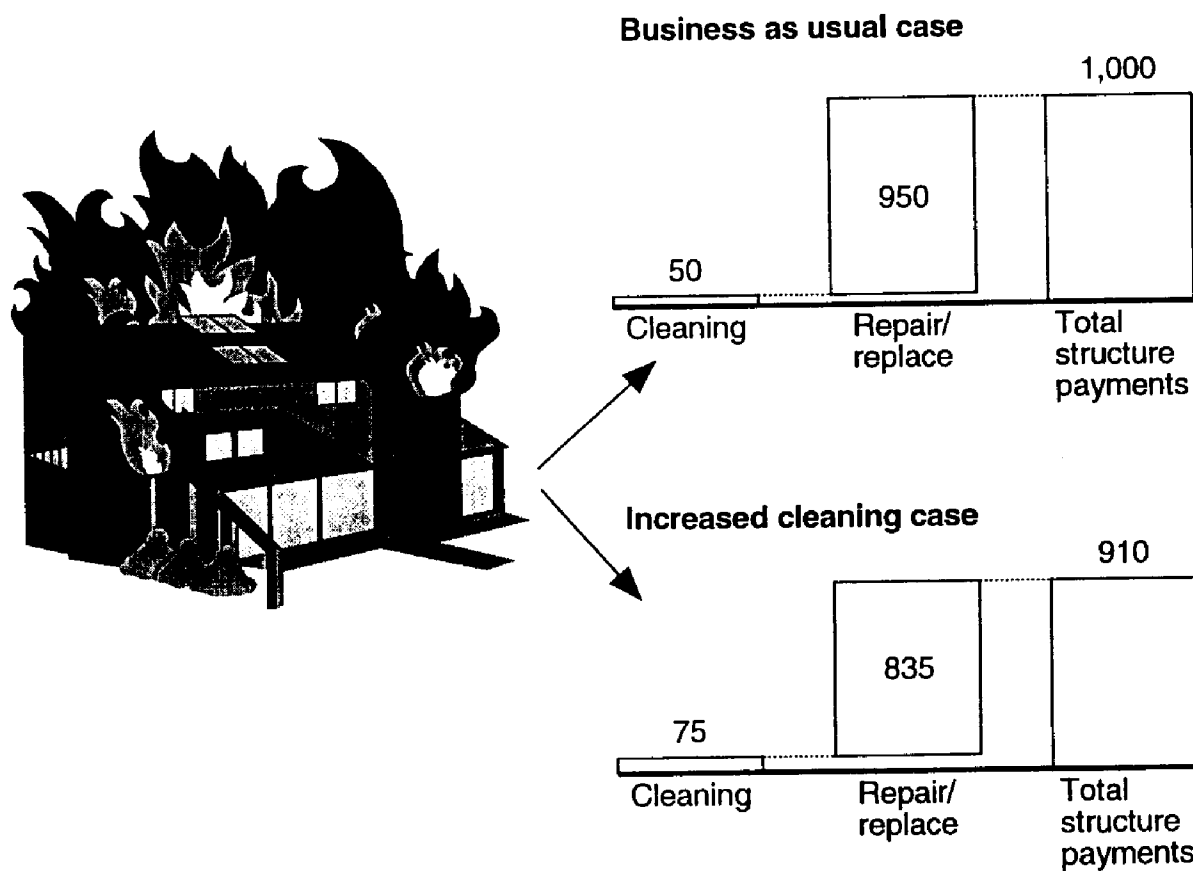 Business as usual case
1,000
950
50
Cleaning
Repair/
replace
Total
structure
payments
Increased cleaning case
910
835
75
Cleaning
Repair/
replace
Total
structure
payments